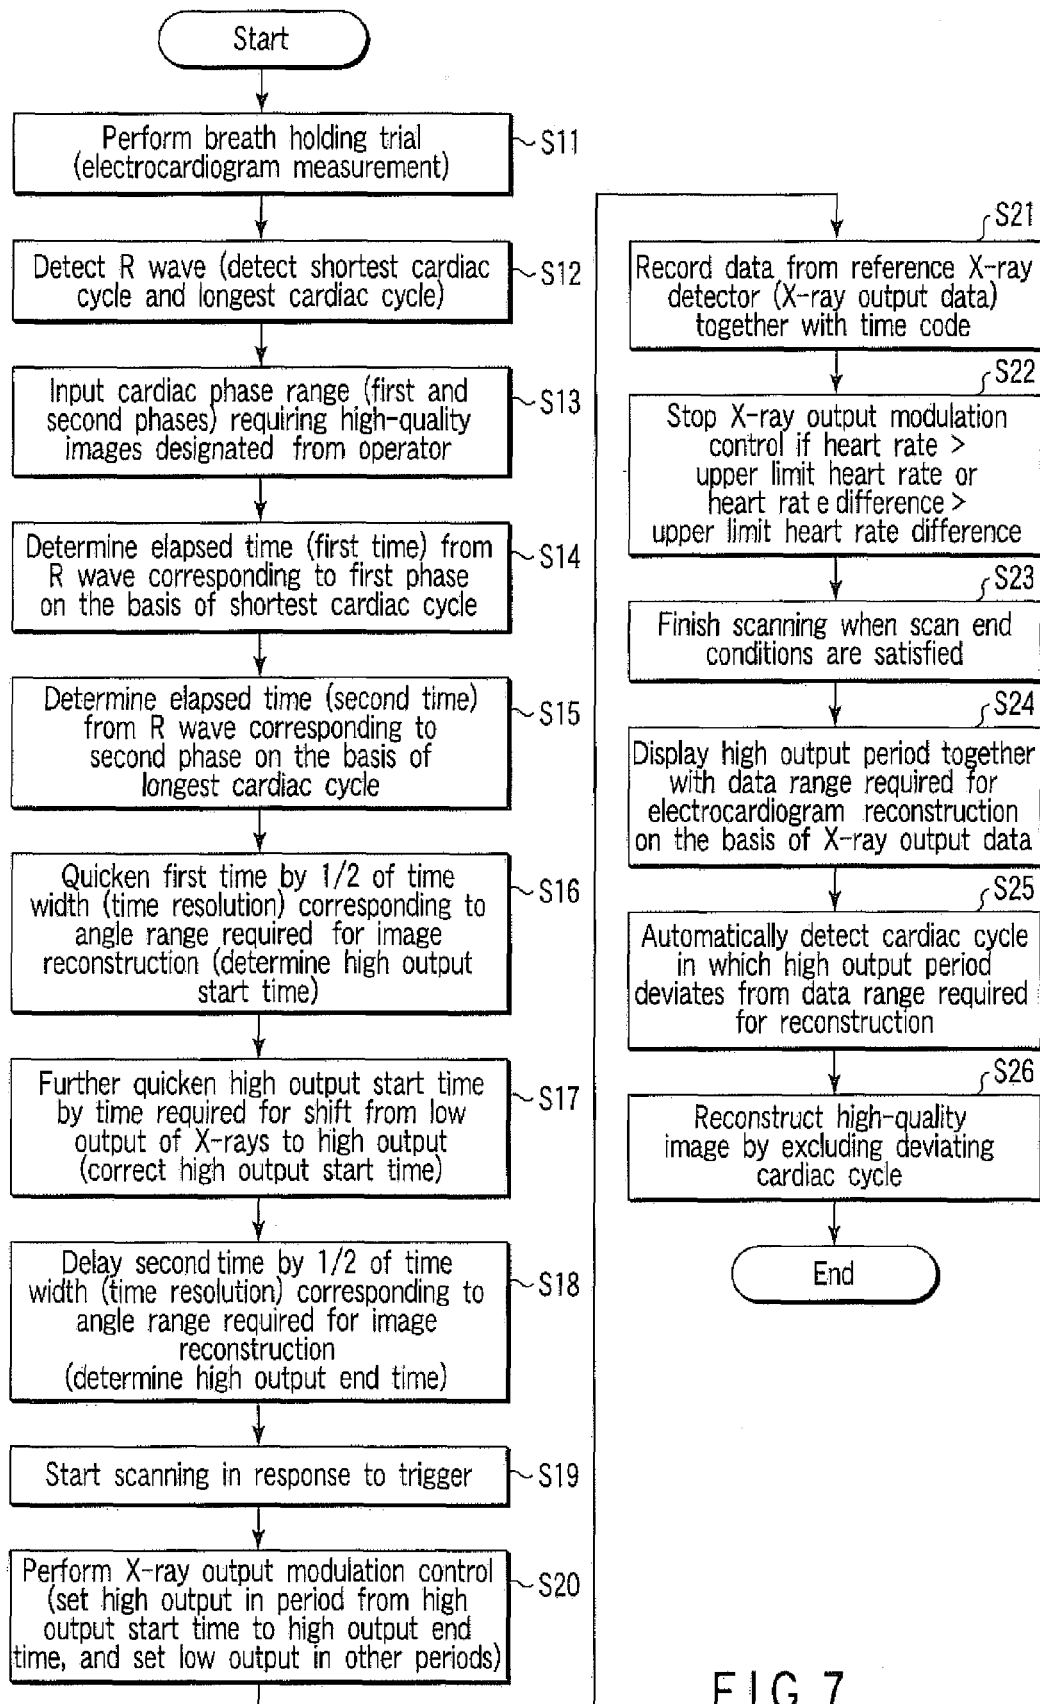 Start
Perform breath holding trial
(electrocardiogram measurement)
S11
Detect R wave (detect shortest cardiac
cycle and longest cardiac cycle)
S12
Input cardiac phase range (first and
second phases) requiring high-quality
images designated from operator
S13
Determine elapsed time (first time) from
R wave corresponding to first phase
on the basis of shortest cardiac cycle
S14
Determine elapsed time (second time)
from R wave corresponding to
second phase on the basis of
longest cardiac cycle
S15
Quicken first time by 1/2 of time
width (time resolution) corresponding to
angle range required for image
reconstruction (determine high output
start time)
S16
Further quicken high output start time
by time required for shift from low
output of X-rays to high output
(correct high output start time)
S17
Delay second time by 1/2 of time
width (time resolution) corresponding to
angle range required for image
reconstruction
(determine high output end time)
S18
Start scanning in response to trigger
S19
Perform X-ray output modulation control
(set high output in period from high
output start time to high output end
time, and set low output in other periods)
S20
S21
Record data from reference X-ray
detector (X-ray output data)
together with time code
S22
Stop X-ray output modulation
control if heart rate >
upper limit heart rate or
heart rat e difference >
upper limit heart rate difference
S23
Finish scanning when scan end
conditions are satisfied
S24
Display high output period together
with data range required for
electrocardiogram reconstruction
on the basis of X-ray output data
S25
Automatically detect cardiac cycle
in which high output period
deviates from data range required
for reconstruction
S26
Reconstruct high-quality
image by excluding deviating
cardiac cycle
End
FIG. 7